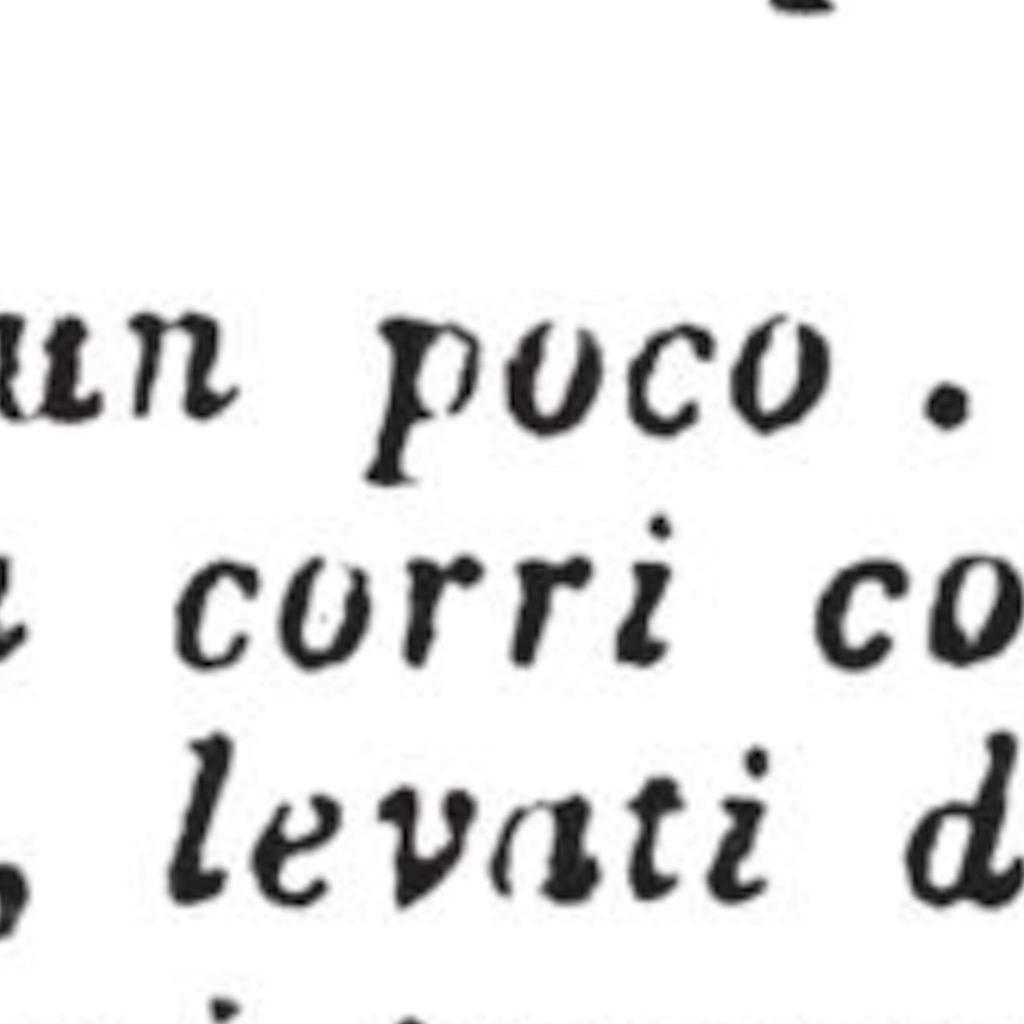 un poco .
corri co
, levati d